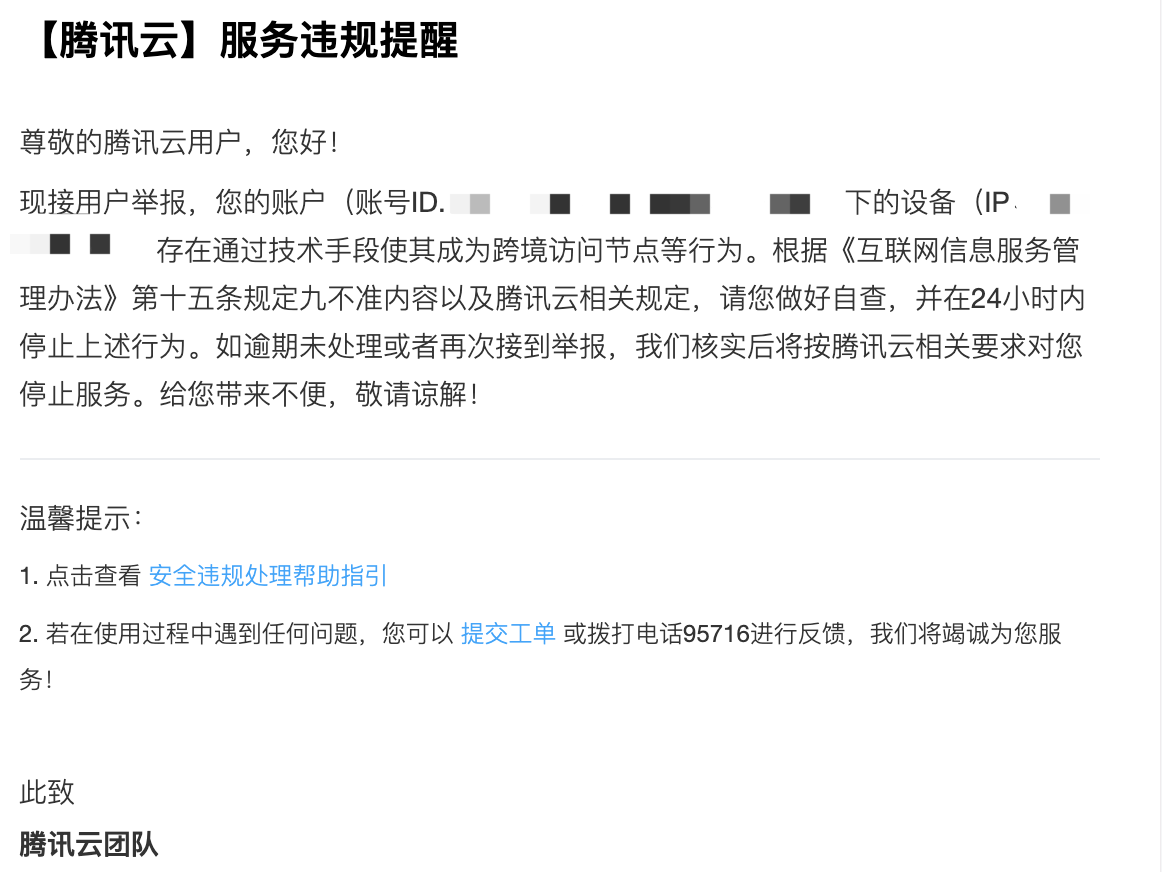 【腾讯云】服务违规提醒
尊敬的腾讯云用户，您好！
现接用户举报，您的账户（账号ID. 下的设备（IP
存在通过技术手段使其成为跨境访问节点等行为。根据《互联网信息服务管
理办法》第十五条规定九不准内容以及腾讯云相关规定，请您做好自查，并在24小时内
停止上述行为。如逾期未处理或者再次接到举报，我们核实后将按腾讯云相关要求对您
停止服务。给您带来不便，敬请谅解！
温馨提示：
1. 点击查看 安全违规处理帮助指引
2. 若在使用过程中遇到任何问题，您可以 提交工单 或拨打电话95716进行反馈，我们将竭诚为您服
务！
此致
腾讯云团队